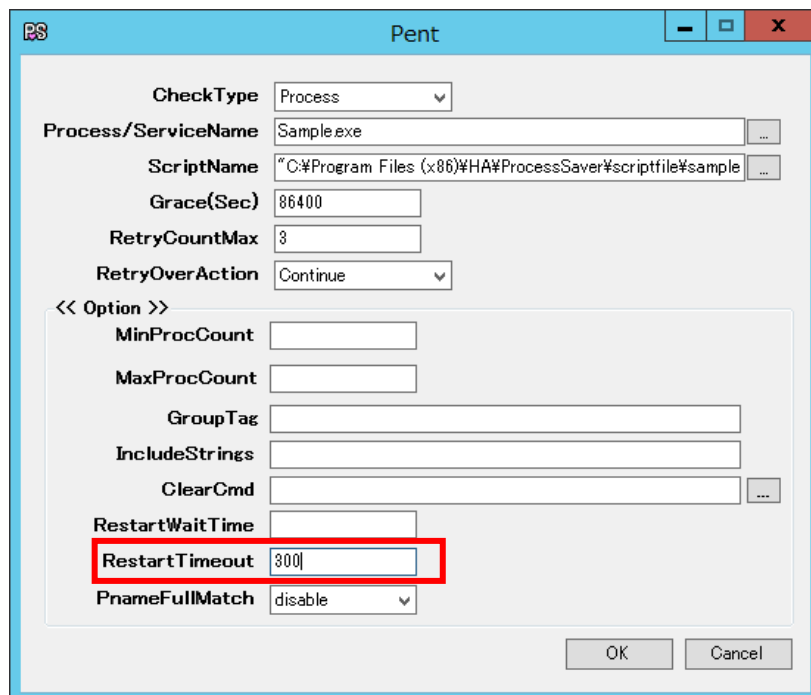 PS Pent
CheckType Process
Process/ServiceName Sample.exe ...
ScriptName "C:¥Program Files (x86)¥HA¥ProcessSaver¥scriptfile¥sample ...
Grace(Sec) 86400
RetryCountMax 3
RetryOverAction Continue
<< Option >>
MinProcCount
MaxProcCount
GroupTag
IncludeStrings
ClearCmd ...
RestartWaitTime
RestartTimeout 300
PnameFullMatch disable
OK Cancel